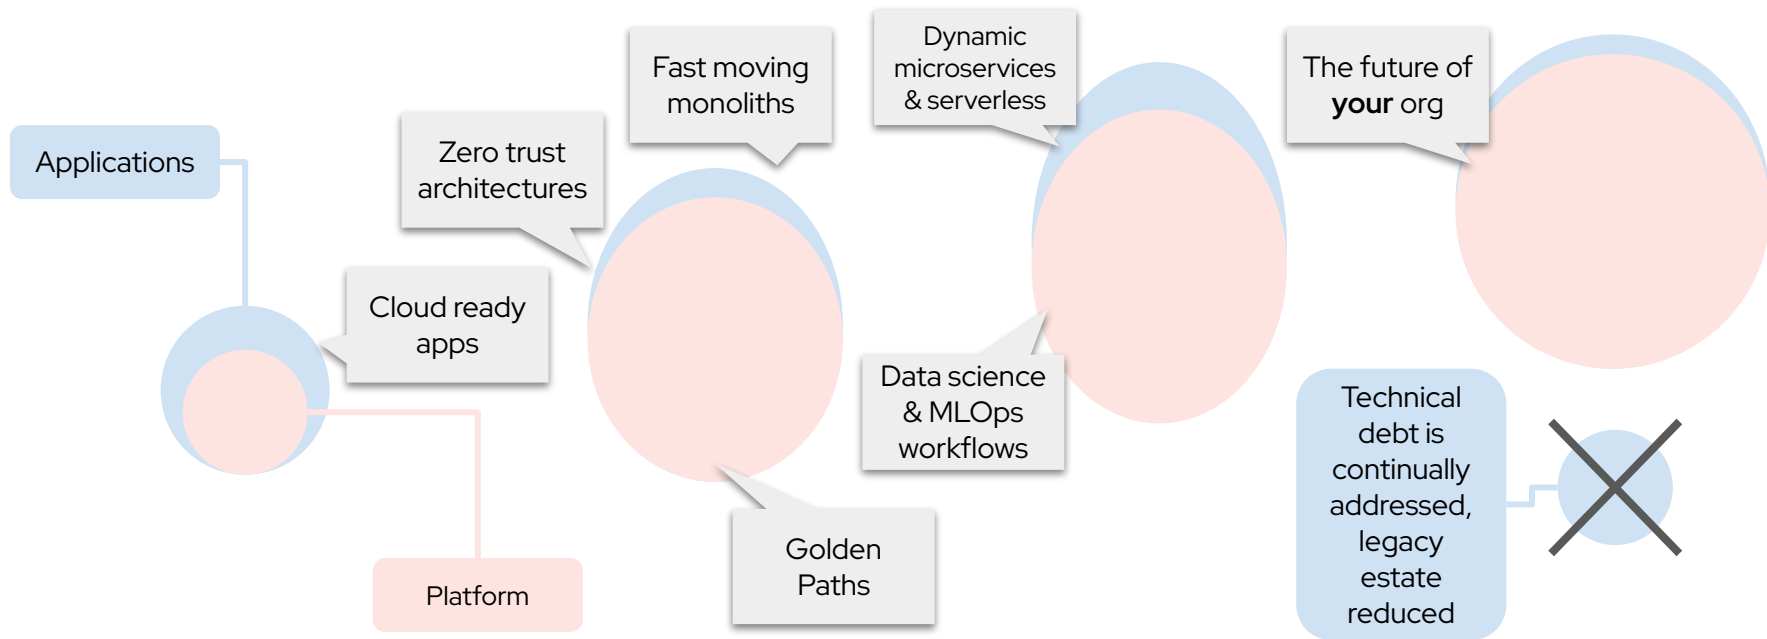 Applications
Cloud ready
apps
Platform
Zero trust
architectures
Fast moving
monoliths
Golden
Paths
Dynamic
microservices
& serverless
Data science
& MLOps
workflows
The future of
your org
Technical
debt is
continually
addressed,
legacy
estate
reduced